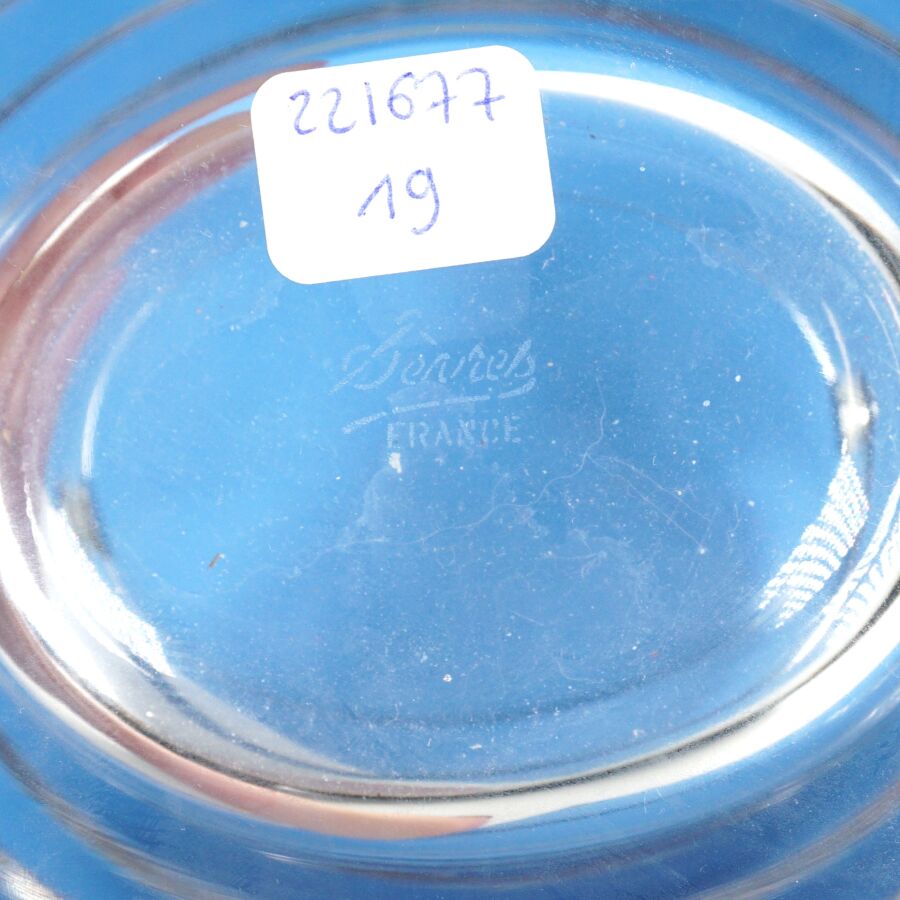 221677
19
Sèvres
FRANCE